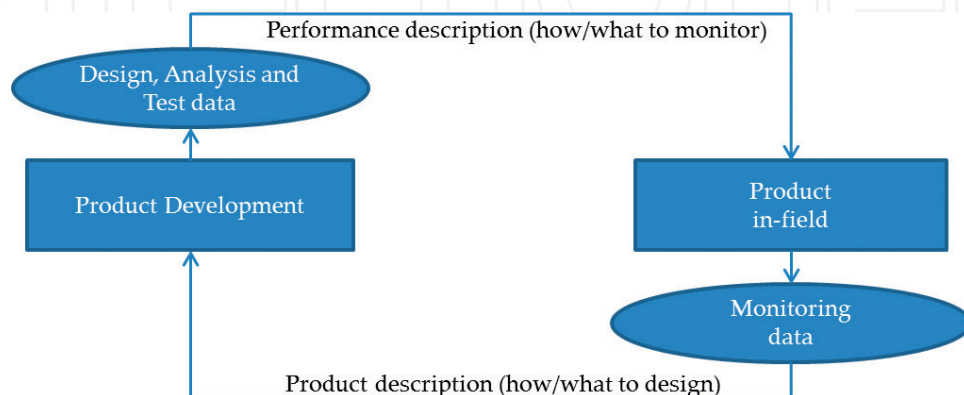 Performance description (how/what to monitor)
Design, Analysis and
Test data
Product Development
Product
in-field
Monitoring
data
Product description (how/what to design)